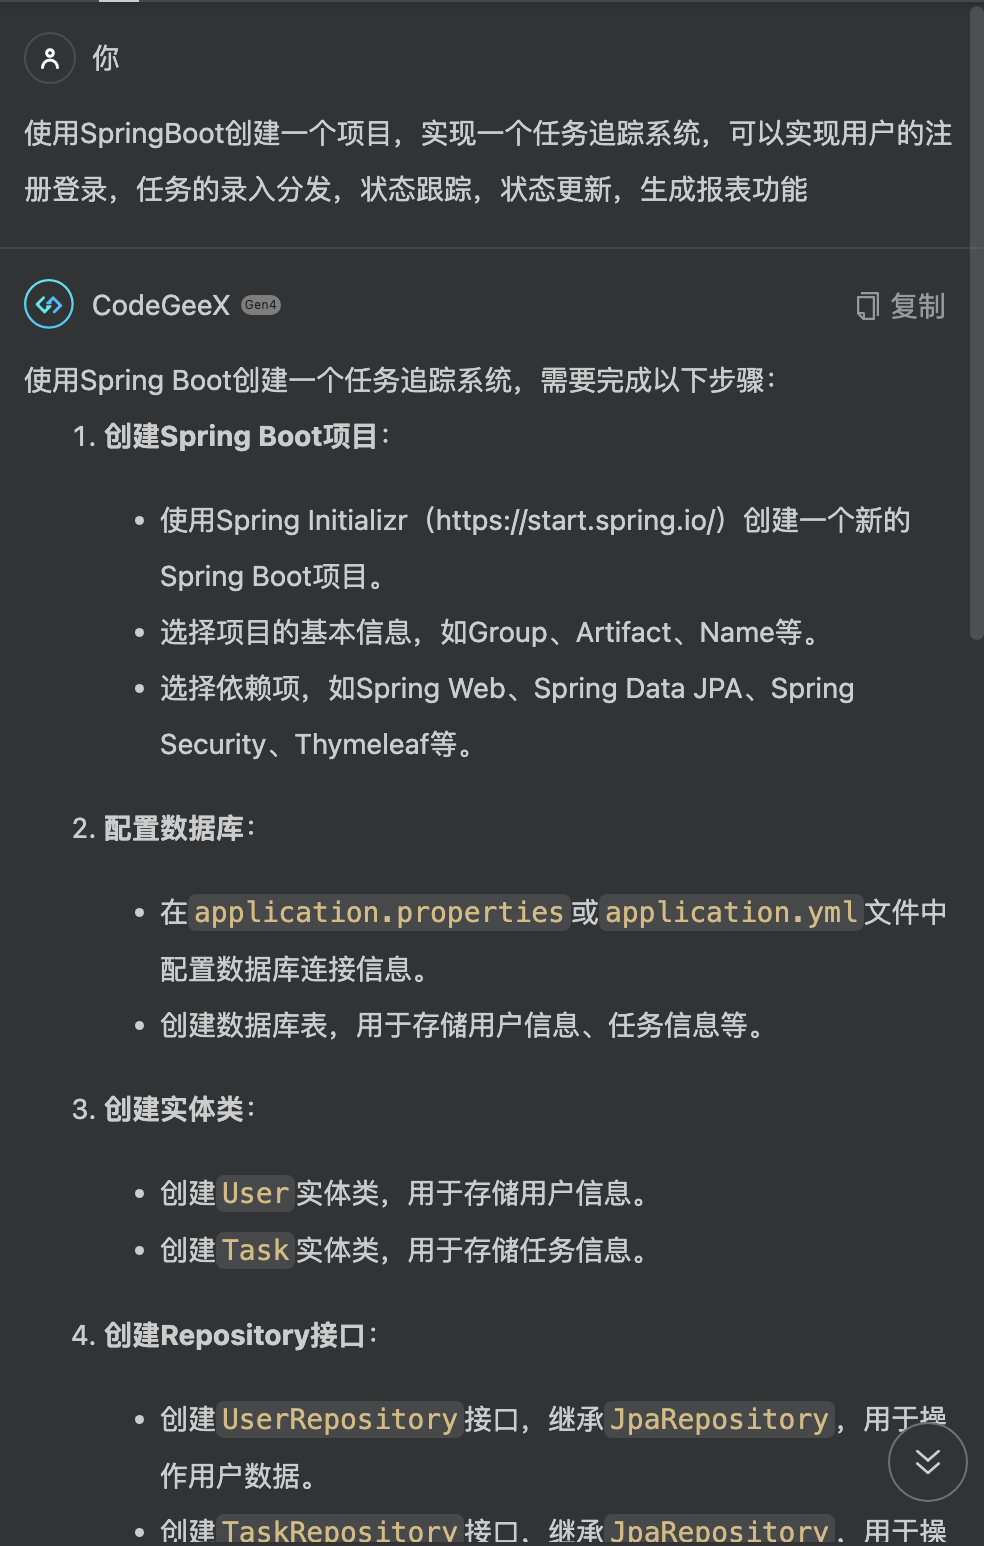 你
使用SpringBoot创建一个项目，实现一个任务追踪系统，可以实现用户的注
册登录，任务的录入分发，状态跟踪，状态更新，生成报表功能
CodeGeeX Gen4 复制
使用Spring Boot创建一个任务追踪系统，需要完成以下步骤：
1. 创建Spring Boot项目：
• 使用Spring Initializr（https://start.spring.io/）创建一个新的
Spring Boot项目。
• 选择项目的基本信息，如Group、Artifact、Name等。
• 选择依赖项，如Spring Web、Spring Data JPA、Spring
Security、Thymeleaf等。
2. 配置数据库：
• 在application.properties或application.yml文件中
配置数据库连接信息。
• 创建数据库表，用于存储用户信息、任务信息等。
3. 创建实体类：
• 创建User实体类，用于存储用户信息。
• 创建Task实体类，用于存储任务信息。
4. 创建Repository接口：
• 创建UserRepository接口，继承JpaRepository，用于操
作用户数据。
• 创建TaskRepository接口，继承JpaRepository，用于操